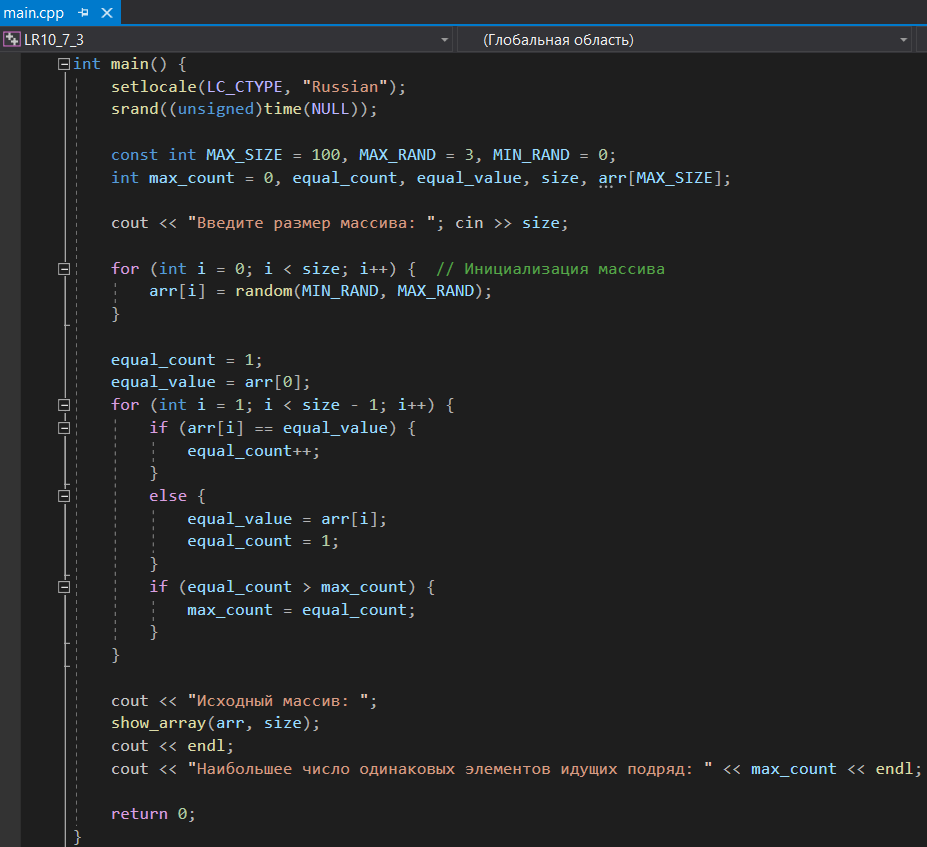 main.cpp
LR10_7_3 (Глобальная область)
int main() {
setlocale(LC_CTYPE, "Russian");
srand((unsigned)time(NULL));
const int MAX_SIZE = 100, MAX_RAND = 3, MIN_RAND = 0;
int max_count = 0, equal_count, equal_value, size, arr[MAX_SIZE];
cout << "Введите размер массива: "; cin >> size;
for (int i = 0; i < size; i++) { // Инициализация массива
arr[i] = random(MIN_RAND, MAX_RAND);
}
equal_count = 1;
equal_value = arr[0];
for (int i = 1; i < size - 1; i++) {
if (arr[i] == equal_value) {
equal_count++;
}
else {
equal_value = arr[i];
equal_count = 1;
}
if (equal_count > max_count) {
max_count = equal_count;
}
}
cout << "Исходный массив: ";
show_array(arr, size);
cout << endl;
cout << "Наибольшее число одинаковых элементов идущих подряд: " << max_count << endl;
return 0;
}